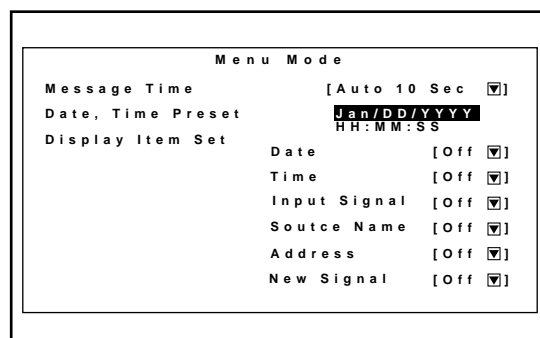 Menu Mode
Message Time [Auto 10 Sec ▼]
Date, Time Preset Jan/DD/YYYY
HH:MM:SS
Display Item Set
Date [Off ▼]
Time [Off ▼]
Input Signal [Off ▼]
Soutce Name [Off ▼]
Address [Off ▼]
New Signal [Off ▼]